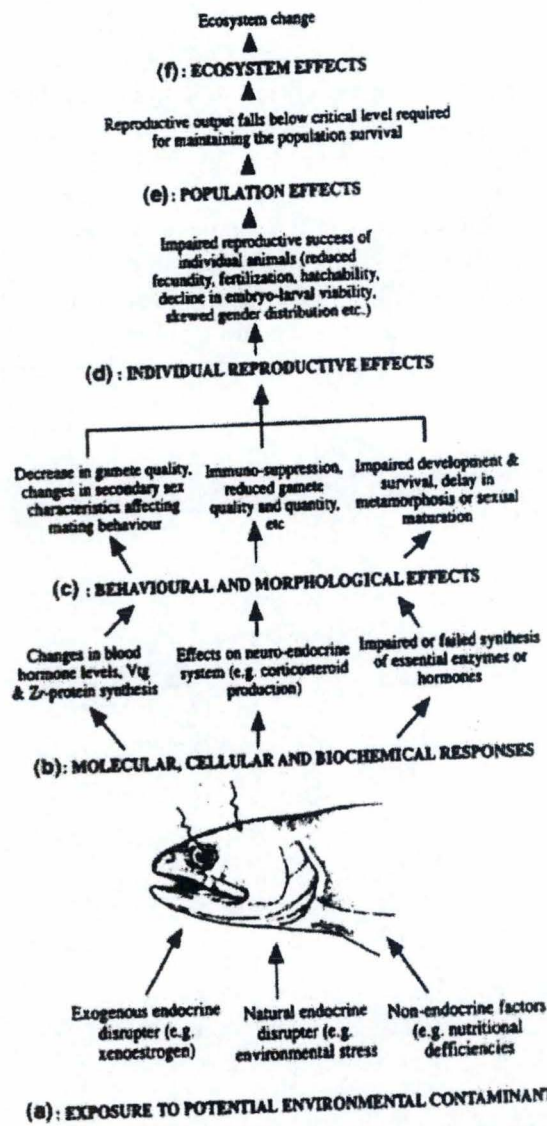 Ecosystem change
(f): ECOSYSTEM EFFECTS
Reproductive output falls below critical level required
for maintaining the population survival
(e): POPULATION EFFECTS
Impaired reproductive success of
individual animals (reduced
fecundity, fertilization, hatchability,
decline in embryo-larval viability,
skewed gender distribution etc.)
(d): INDIVIDUAL REPRODUCTIVE EFFECTS
Decrease in gamete quality,
changes in secondary sex
characteristics affecting
mating behaviour
Immuno-suppression,
reduced gamete
quality and quantity,
etc
Impaired development &
survival, delay in
metamorphosis or sexual
maturation
(c): BEHAVIOURAL AND MORPHOLOGICAL EFFECTS
Changes in blood
hormone levels, Vtg
& Zr-protein synthesis
Effects on neuro-endocrine
system (e.g. corticosteroid
production)
Impaired or failed synthesis
of essential enzymes or
hormones
(b): MOLECULAR, CELLULAR AND BIOCHEMICAL RESPONSES
Exogenous endocrine
disrupter (e.g.
xenoestrogen)
Natural endocrine
disrupter (e.g.
environmental stress
Non-endocrine factors
(e.g. nutritional
defficiencies
(a): EXPOSURE TO POTENTIAL ENVIRONMENTAL CONTAMINANT